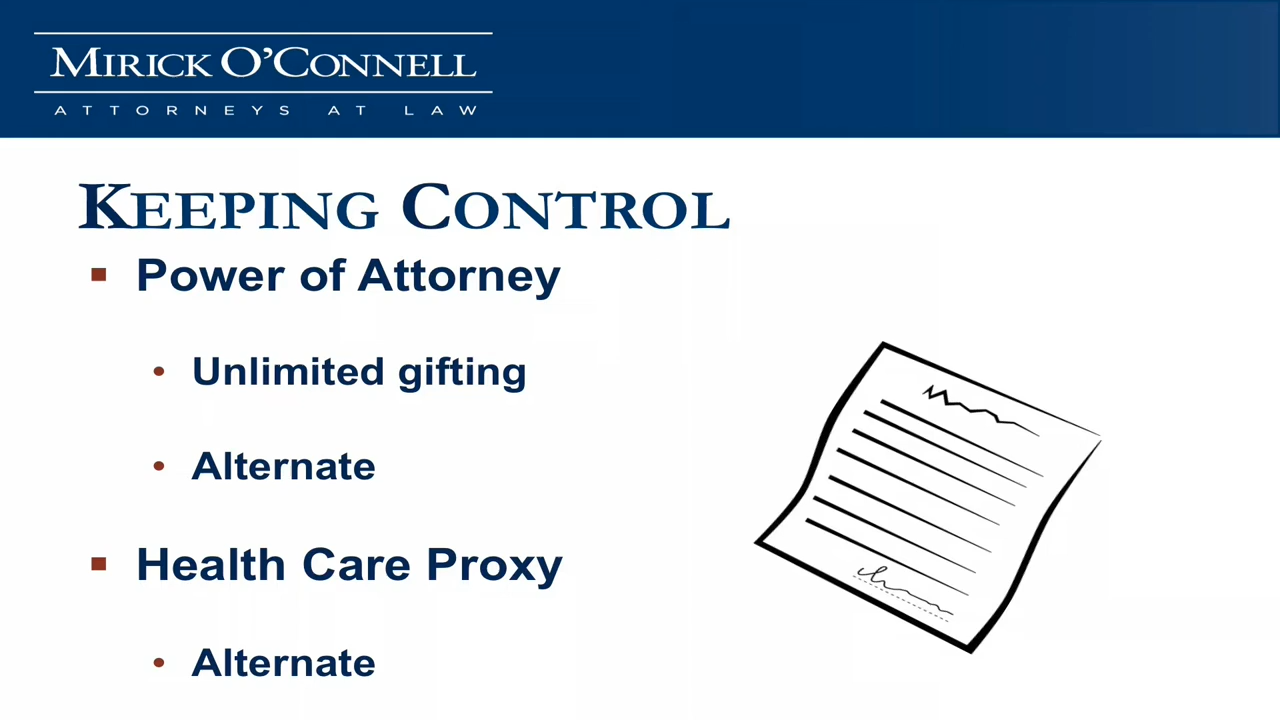 MIRICK O'CONNELL
ATTORNEYS AT LAW
KEEPING CONTROL
▪ Power of Attorney
• Unlimited gifting
• Alternate
▪ Health Care Proxy
• Alternate